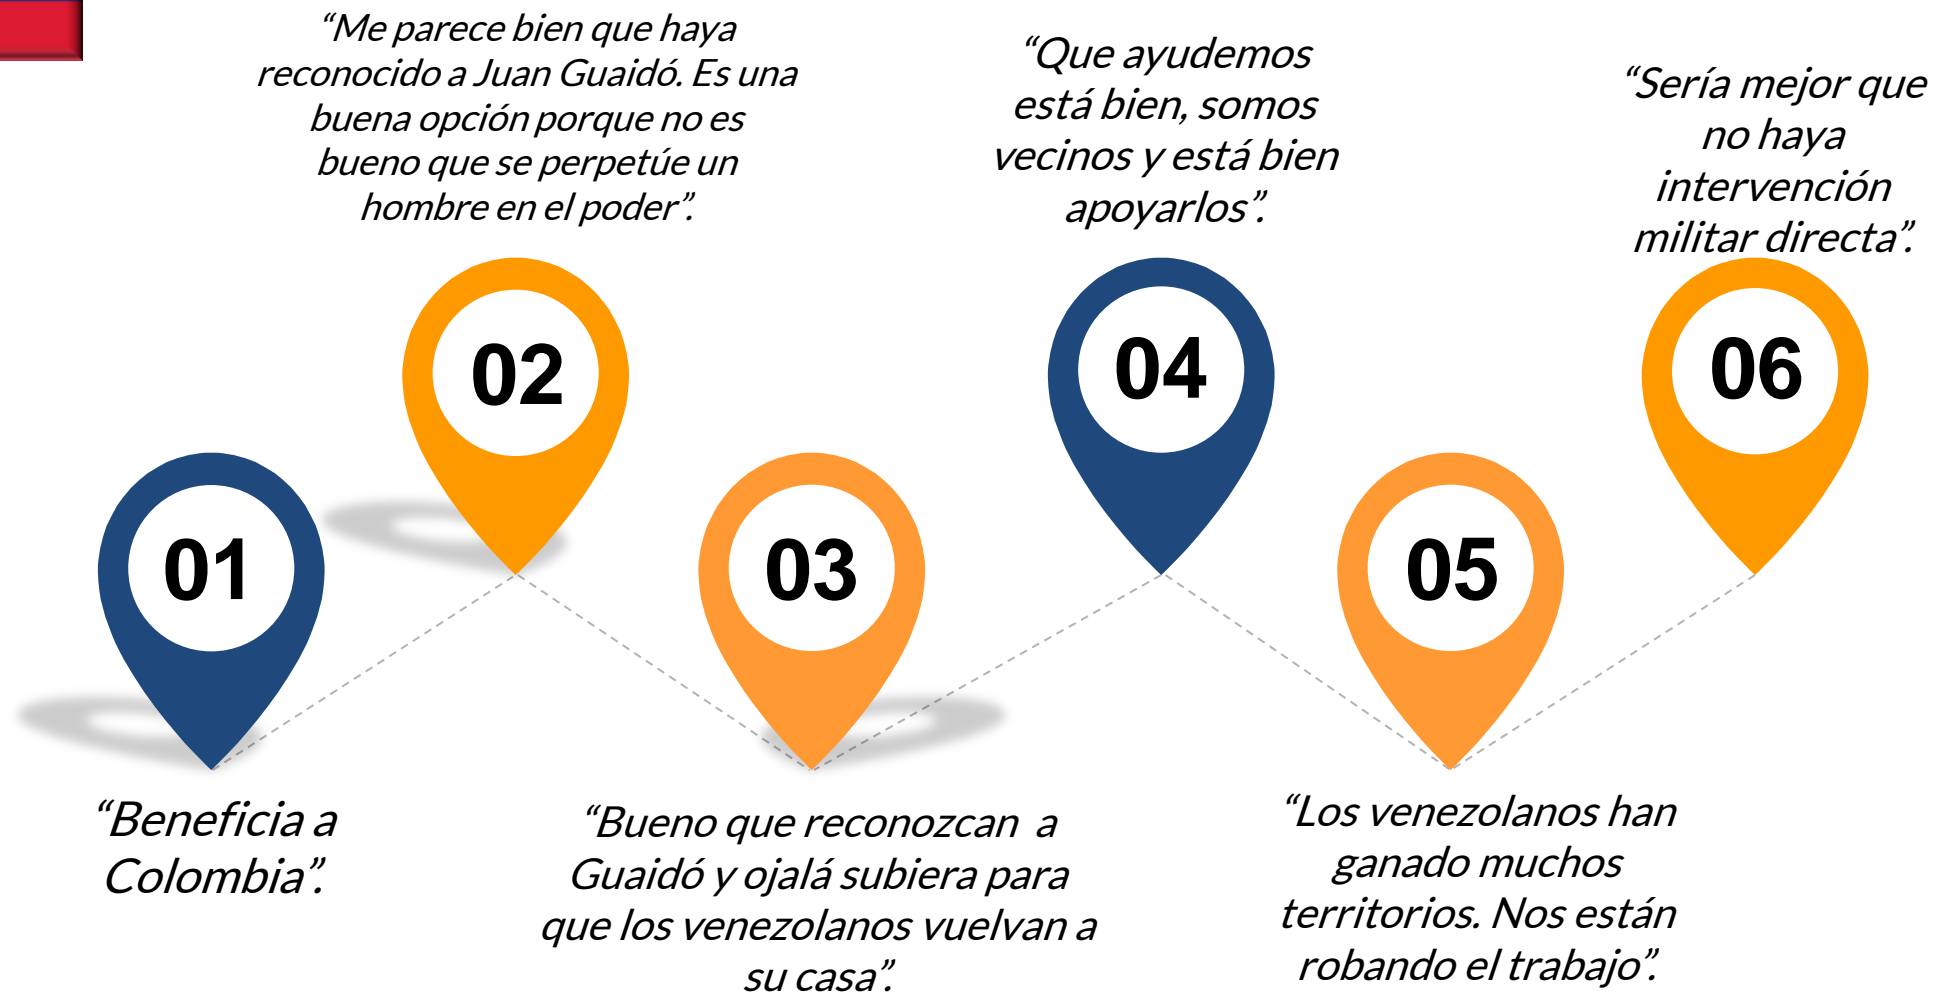 “Me parece bien que haya
reconocido a Juan Guaidó. Es una
buena opción porque no es
bueno que se perpetúe un
hombre en el poder”.
“Que ayudemos
está bien, somos
vecinos y está bien
apoyarlos”.
“Sería mejor que
no haya
intervención
militar directa”.
02
04
06
01
03
05
“Beneficia a
Colombia”.
“Bueno que reconozcan  a
Guaidó y ojalá subiera para
que los venezolanos vuelvan a
su casa”.
“Los venezolanos han
ganado muchos
territorios. Nos están
robando el trabajo”.